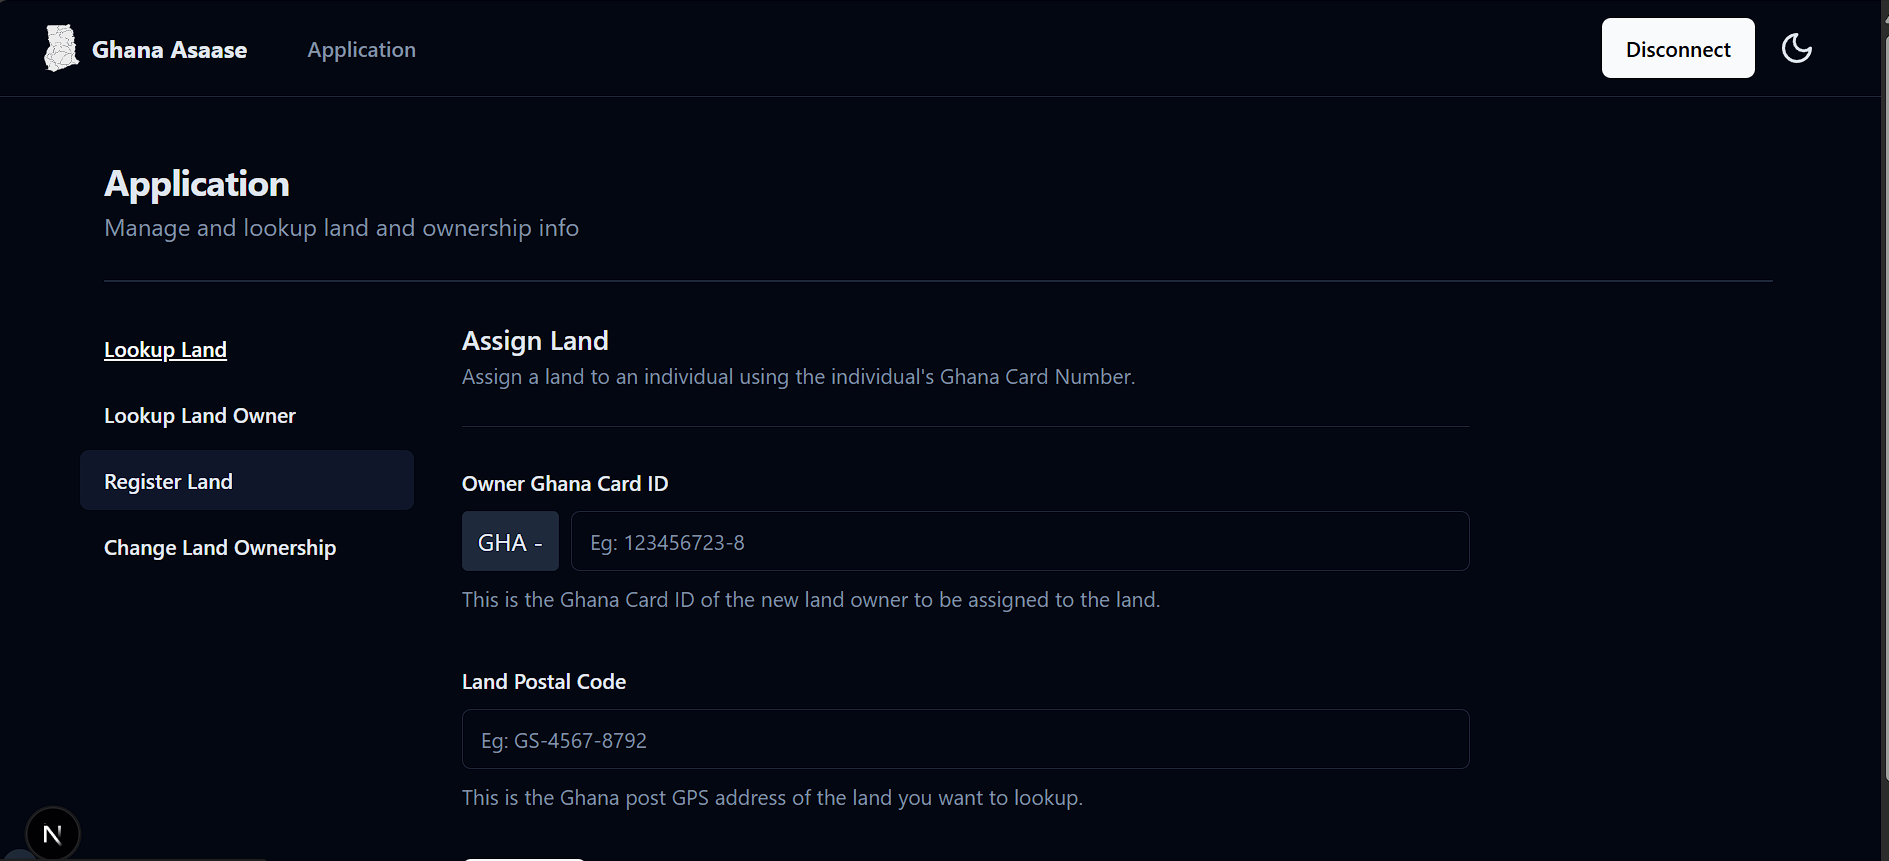 Ghana Asaase
Application
Disconnect
Application
Manage and lookup land and ownership info
Lookup Land
Lookup Land Owner
Register Land
Change Land Ownership
Assign Land
Assign a land to an individual using the individual's Ghana Card Number.
Owner Ghana Card ID
GHA -
Eg: 123456723-8
This is the Ghana Card ID of the new land owner to be assigned to the land.
Land Postal Code
Eg: GS-4567-8792
This is the Ghana post GPS address of the land you want to lookup.
N